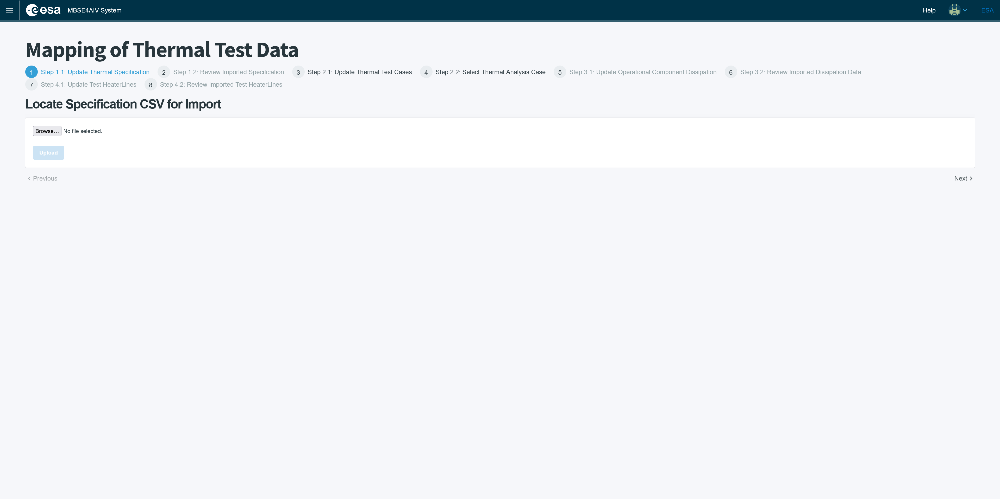 esa | MBSE4AIV System Help ESA
Mapping of Thermal Test Data
1 Step 1.1: Update Thermal Specification 2 Step 1.2: Review Imported Specification 3 Step 2.1: Update Thermal Test Cases 4 Step 2.2: Select Thermal Analysis Case 5 Step 3.1: Update Operational Component Dissipation 6 Step 3.2: Review Imported Dissipation Data
7 Step 4.1: Update Test HeaterLines 8 Step 4.2: Review Imported Test HeaterLines
Locate Specification CSV for Import
Browse... No file selected.
Upload
Previous Next